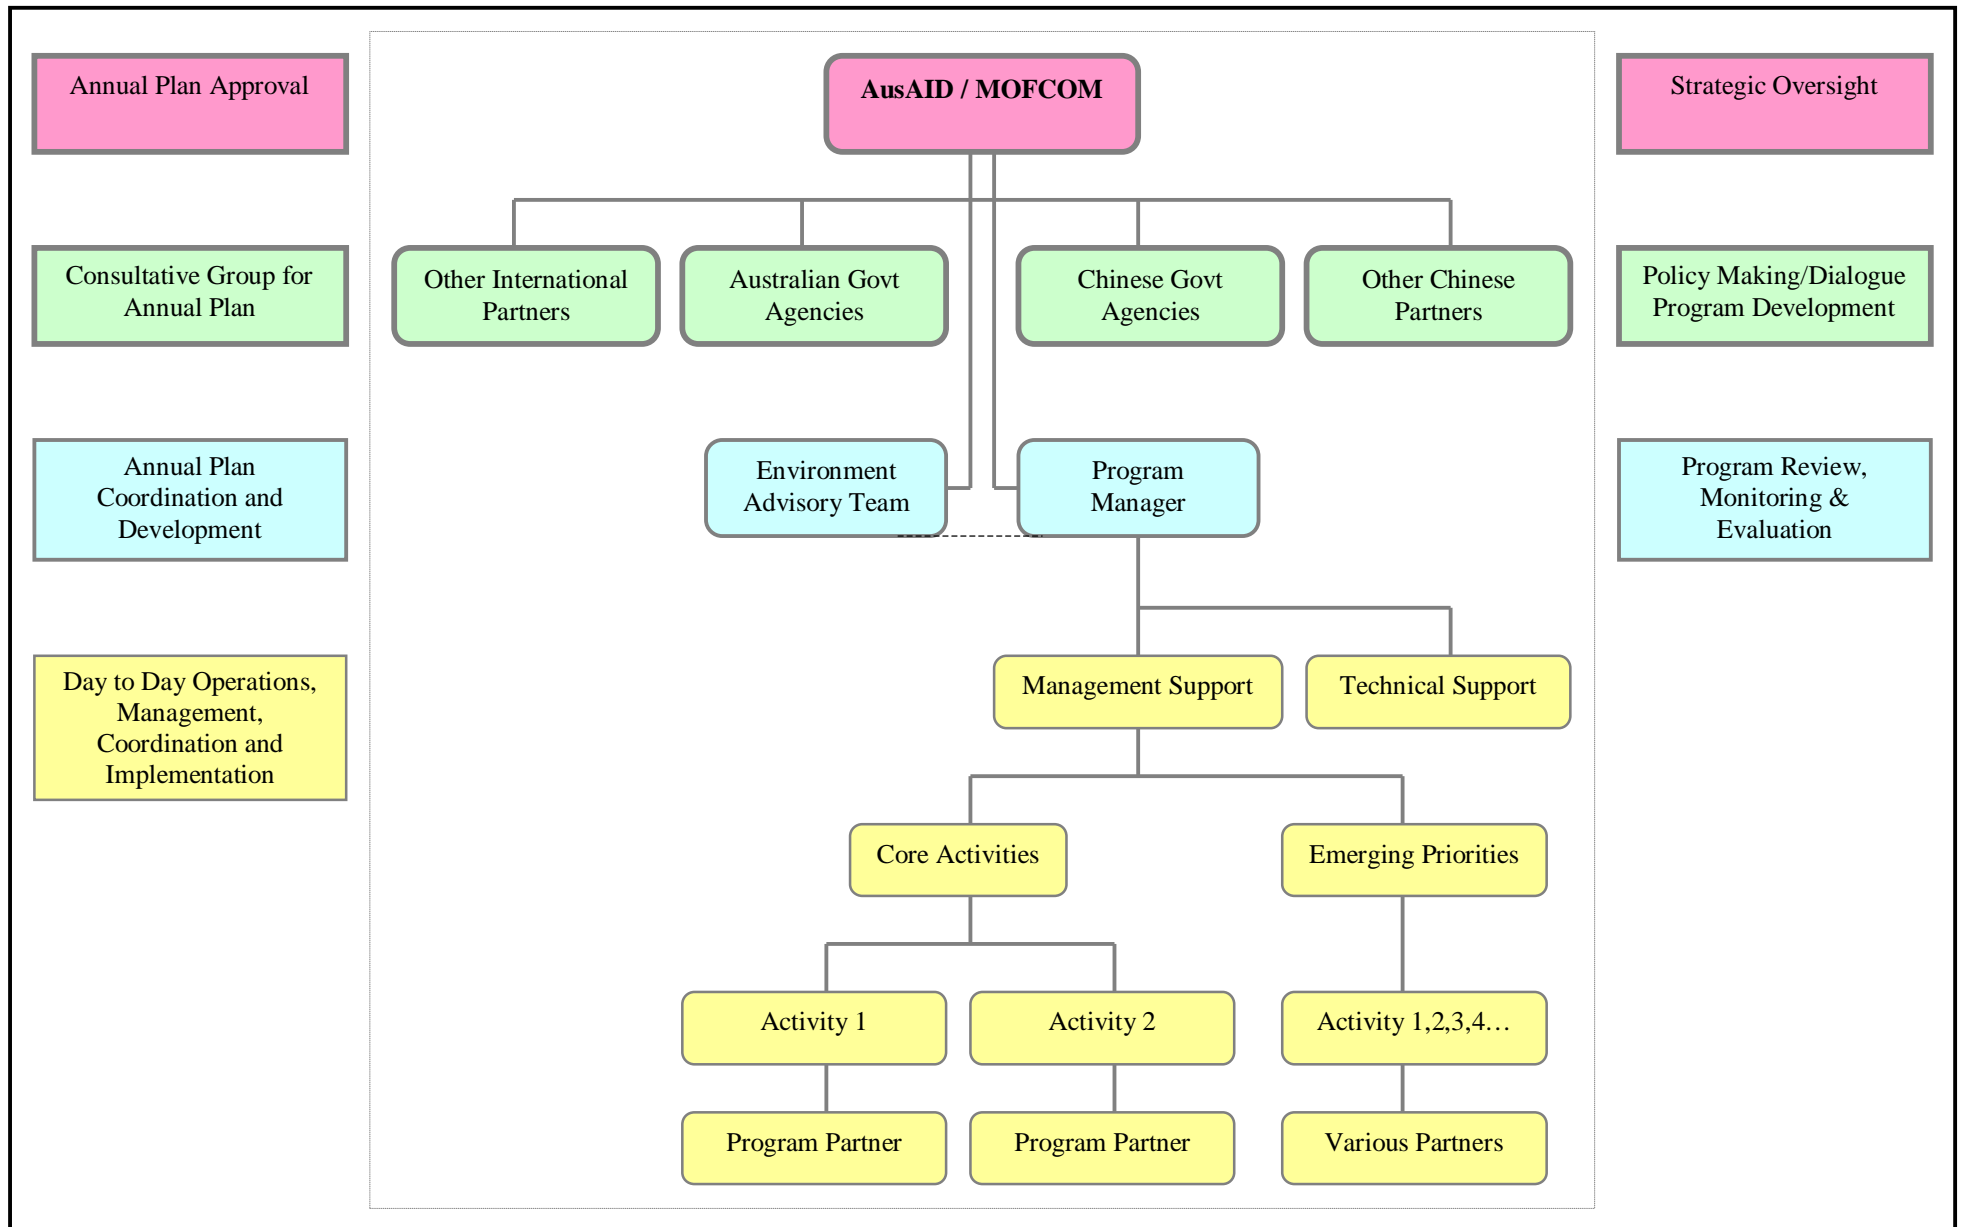 Annual Plan Approval
AusAID / MOFCOM
Strategic Oversight
Consultative Group for
Annual Plan
Other International
Partners
Australian Govt
Agencies
Chinese Govt
Agencies
Other Chinese
Partners
Policy Making/Dialogue
Program Development
Annual Plan
Coordination and
Development
Environment
Advisory Team
Program
Manager
Program Review,
Monitoring &
Evaluation
Day to Day Operations,
Management,
Coordination and
Implementation
Management Support
Technical Support
Core Activities
Emerging Priorities
Activity 1
Activity 2
Activity 1,2,3,4…
Program Partner
Program Partner
Various Partners